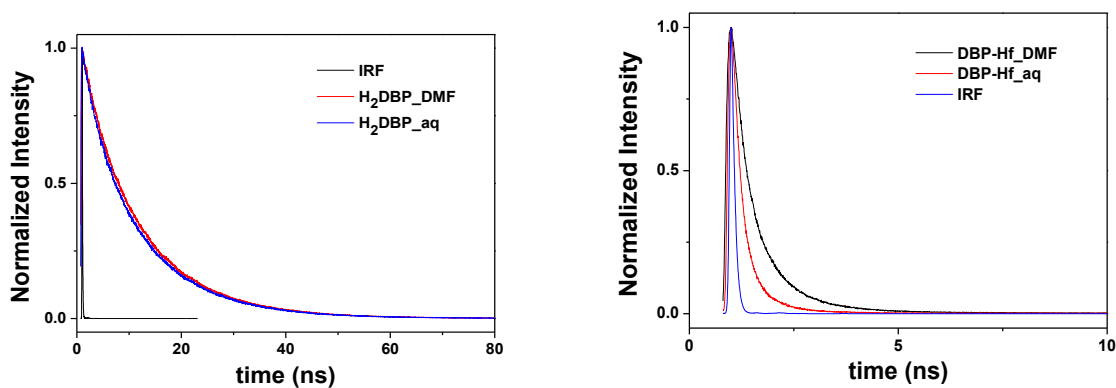 Normalized Intensity
1.0
0.5
0.0
IRF
H2DBP_DMF
H2DBP_aq
0 20 40 60 80
time (ns)
Normalized Intensity
1.0
0.5
0.0
DBP-Hf_DMF
DBP-Hf_aq
IRF
0 5 10
time (ns)